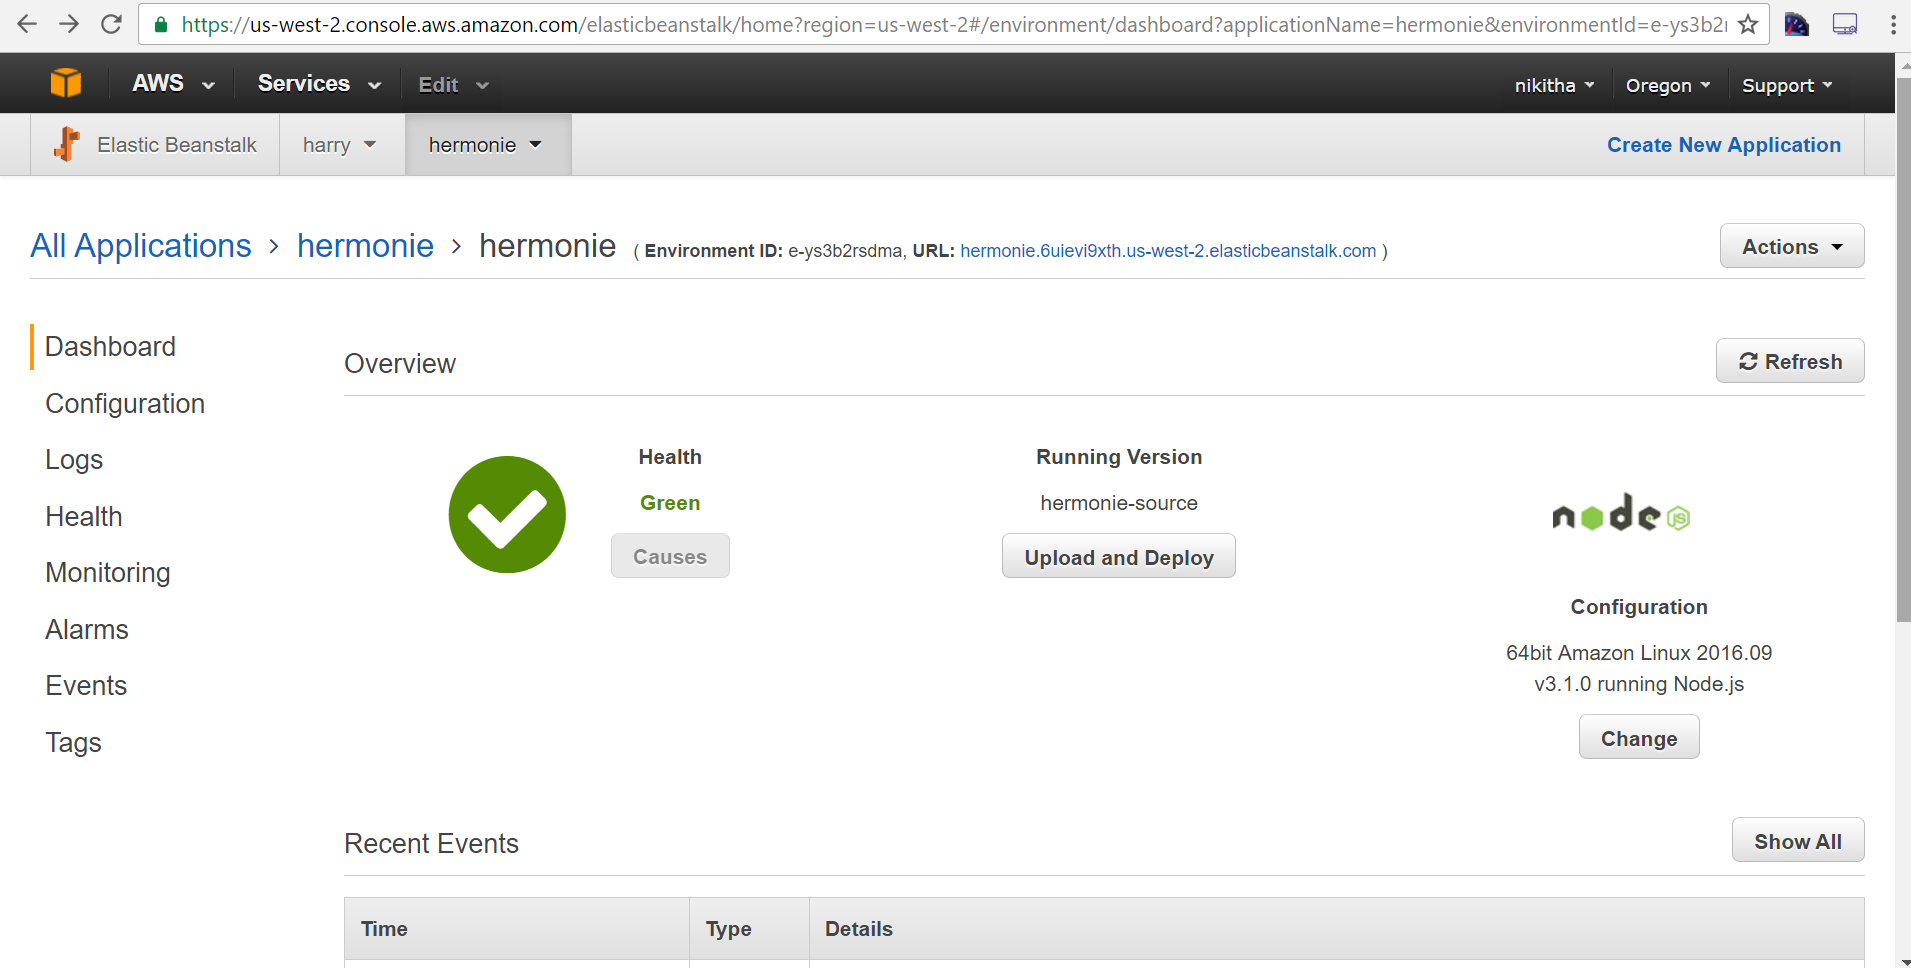 https://us-west-2.console.aws.amazon.com/elasticbeanstalk/home?region=us-west-2#/environment/dashboard?applicationName=hermonie&environmentId=e-ys3b2r
AWS Services Edit nikitha Oregon Support
Elastic Beanstalk harry hermonie Create New Application
All Applications > hermonie > hermonie ( Environment ID: e-ys3b2rsdma, URL: hermonie.6uievi9xth.us-west-2.elasticbeanstalk.com ) Actions
Dashboard
Configuration
Logs
Health
Monitoring
Alarms
Events
Tags
Overview Refresh
Health
Green
Causes
Running Version
hermonie-source
Upload and Deploy
node JS
Configuration
64bit Amazon Linux 2016.09
v3.1.0 running Node.js
Change
Recent Events Show All
Time Type Details